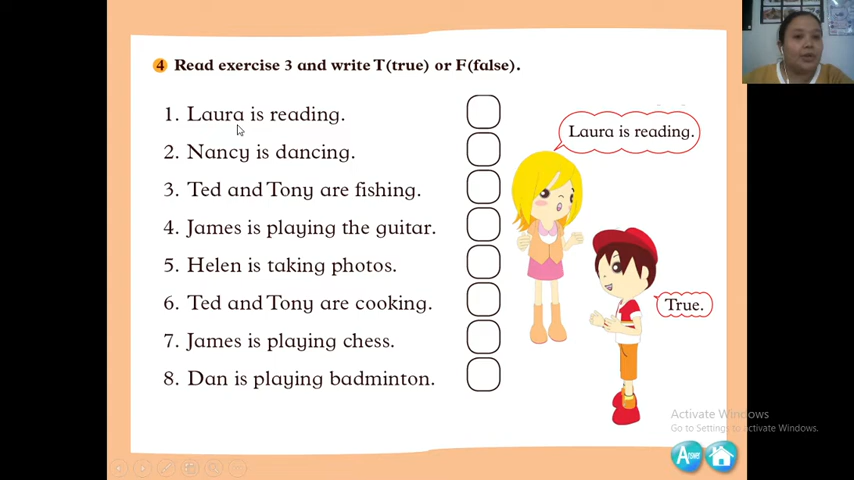 4 Read exercise 3 and write T(true) or F(false).
1. Laura is reading.
2. Nancy is dancing.
3. Ted and Tony are fishing.
4. James is playing the guitar.
5. Helen is taking photos.
6. Ted and Tony are cooking.
7. James is playing chess.
8. Dan is playing badminton.
Laura is reading.
True.
Activate Windows
Go to Settings to activate Windows.
Answer